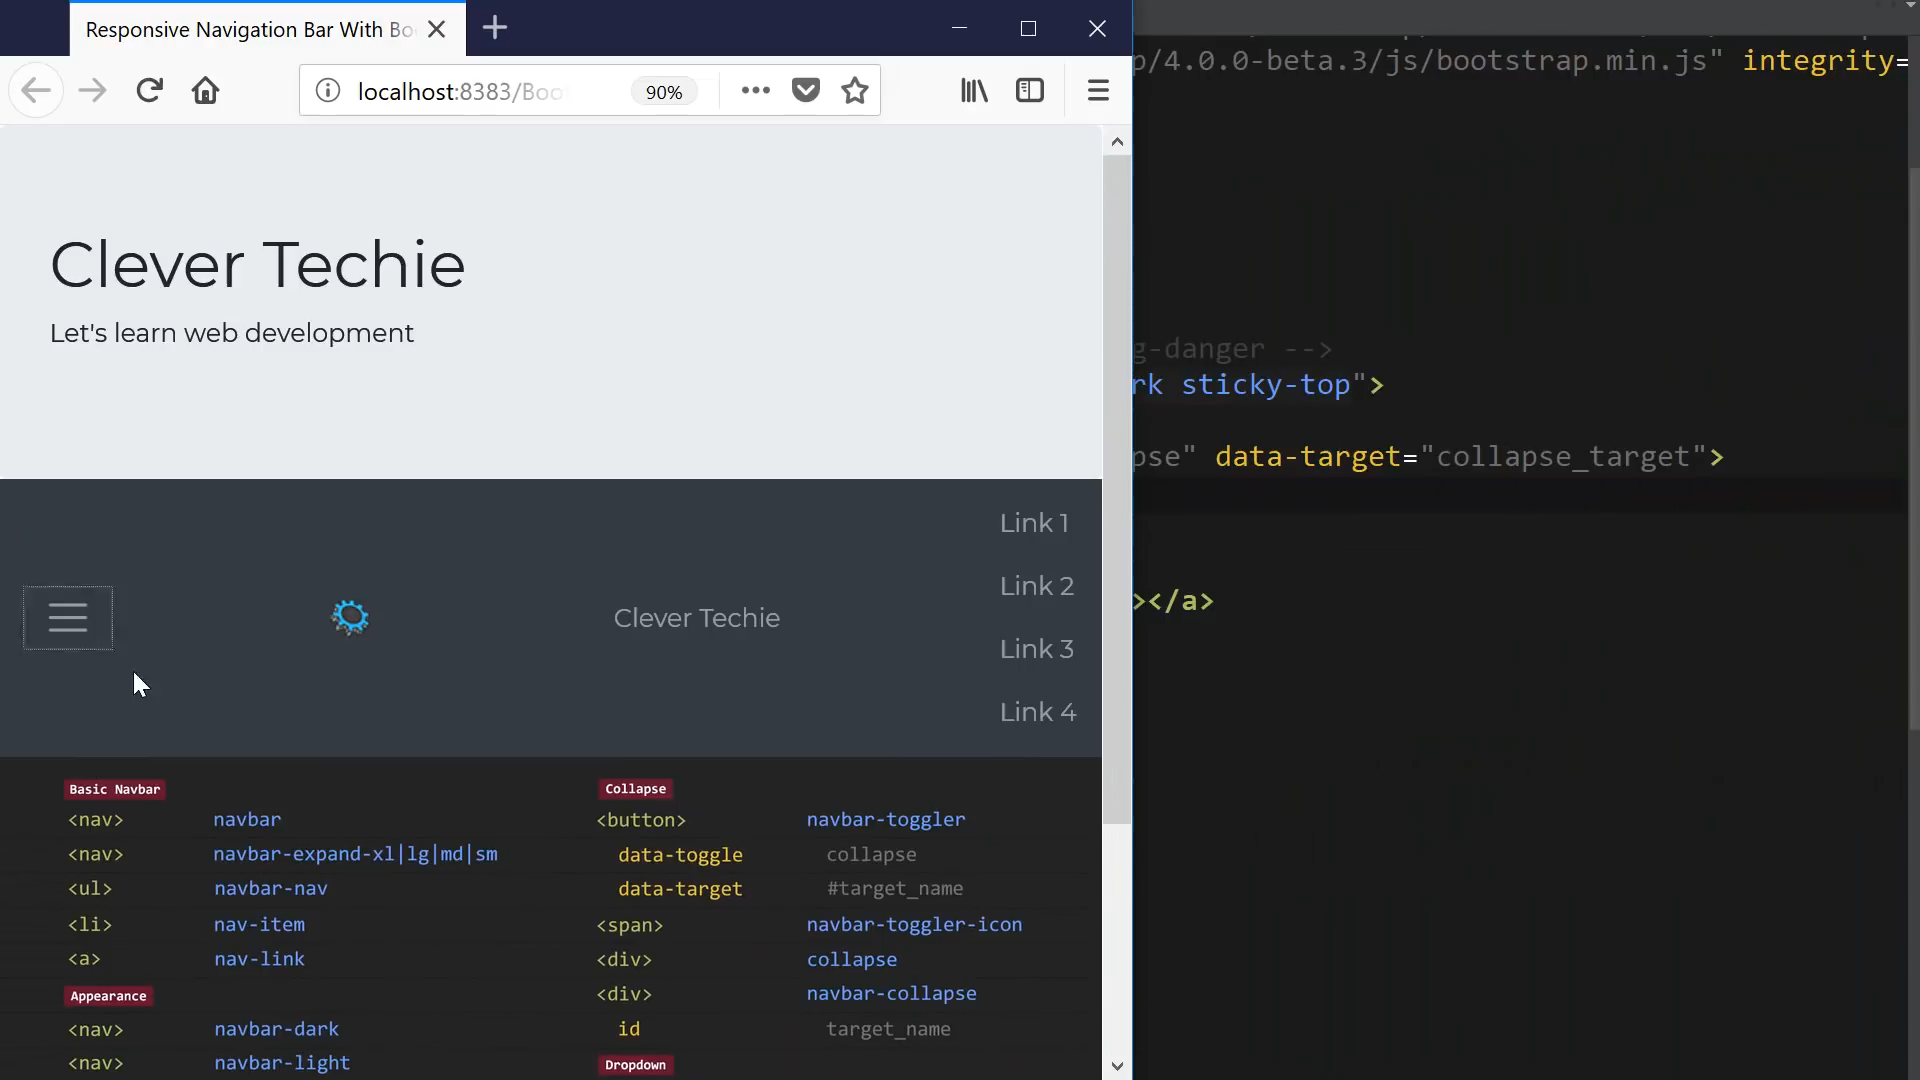 Responsive Navigation Bar With Bo
localhost:8383/Boo
90%
Clever Techie
Let's learn web development
Link 1
Link 2
Clever Techie
Link 3
Link 4
Basic Navbar
<nav> navbar
<nav> navbar-expand-xl|lg|md|sm
<ul> navbar-nav
<li> nav-item
<a> nav-link
Appearance
<nav> navbar-dark
<nav> navbar-light
Collapse
<button> navbar-toggler
data-toggle collapse
data-target #target_name
<span> navbar-toggler-icon
<div> collapse
<div> navbar-collapse
id target_name
Dropdown
p/4.0.0-beta.3/js/bootstrap.min.js" integrity=
g-danger -->
rk sticky-top">
pse" data-target="collapse_target">
></a>